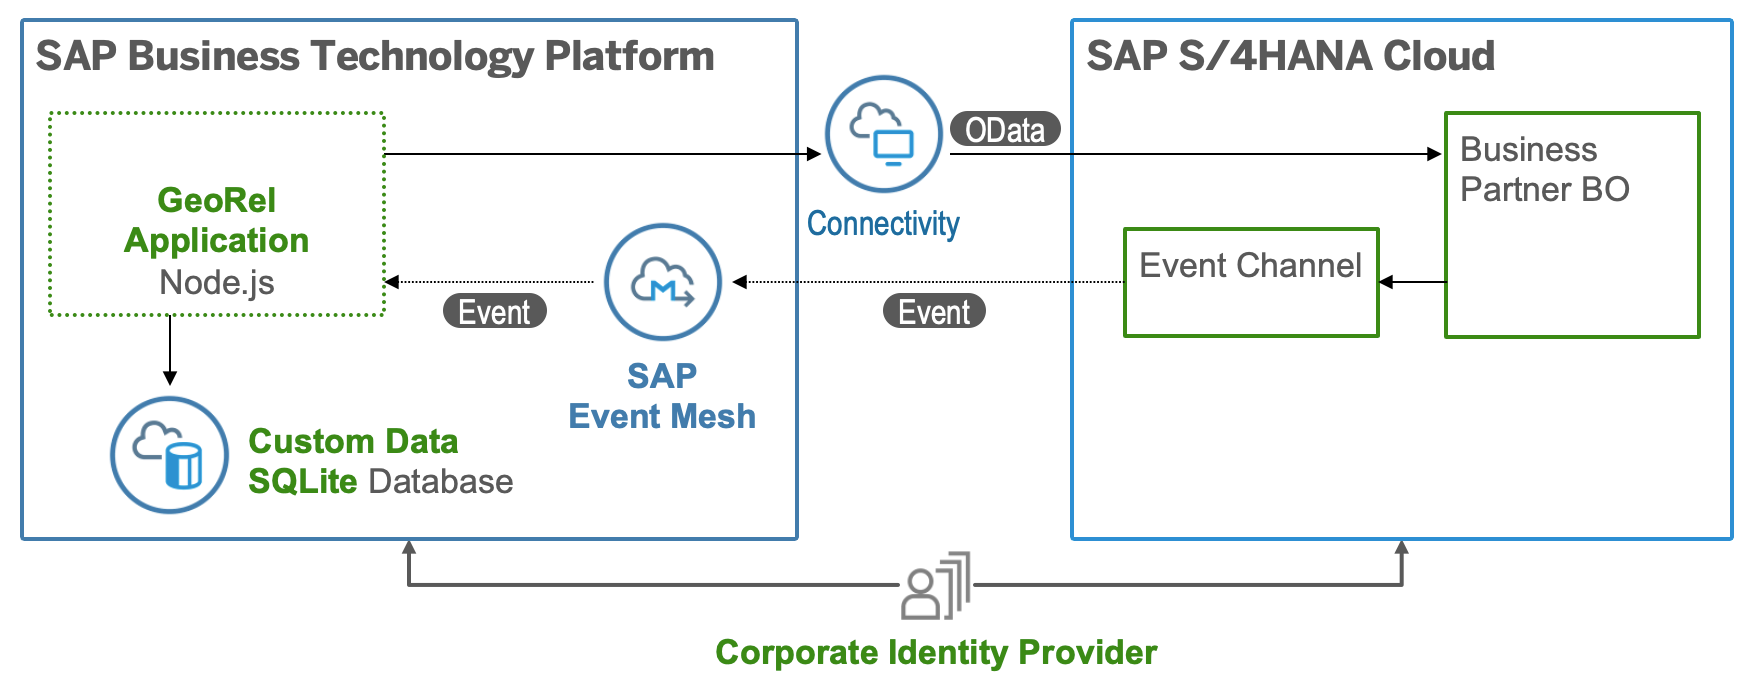 SAP Business Technology Platform
SAP S/4HANA Cloud
GeoRel
Application
Node.js
Connectivity
OData
Business
Partner BO
Event Channel
Event
Event
SAP
Event Mesh
Custom Data
SQLite Database
Corporate Identity Provider